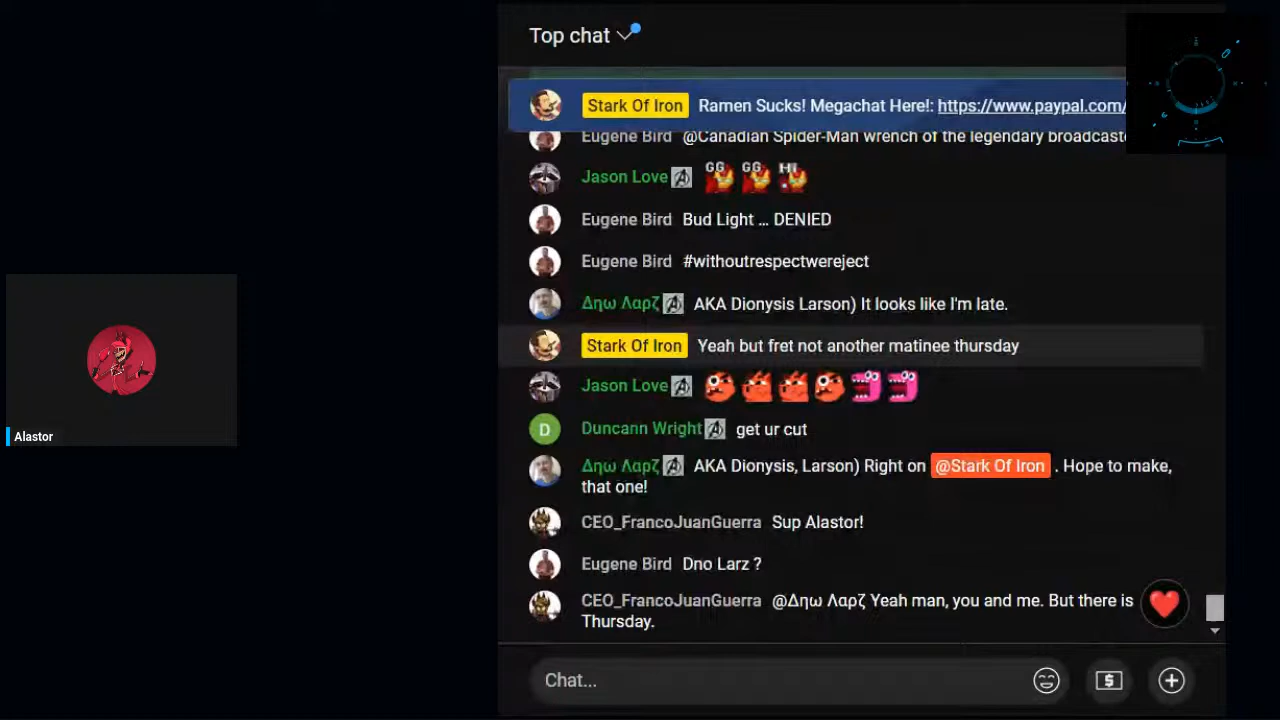 Top chat
Stark Of Iron Ramen Sucks! Megachat Here!: https://www.paypal.com/
Eugene Bird @Canadian Spider-Man wrench of the legendary
Jason Love GG GG HI
Eugene Bird Bud Light ... DENIED
Eugene Bird #withoutrespectwereject
Δηω Λαρζ AKA Dionysis Larson) It looks like I'm late.
Stark Of Iron Yeah but fret not another matinee thursday
Jason Love
Duncann Wright get ur cut
D
Δηω Λαρζ AKA Dionysis, Larson) Right on @Stark Of Iron . Hope to make,
that one!
CEO_FrancoJuanGuerra Sup Alastor!
Eugene Bird Dno Larz ?
CEO_FrancoJuanGuerra @Δηω Λαρζ Yeah man, you and me. But there is
Thursday.
Chat...
Alastor